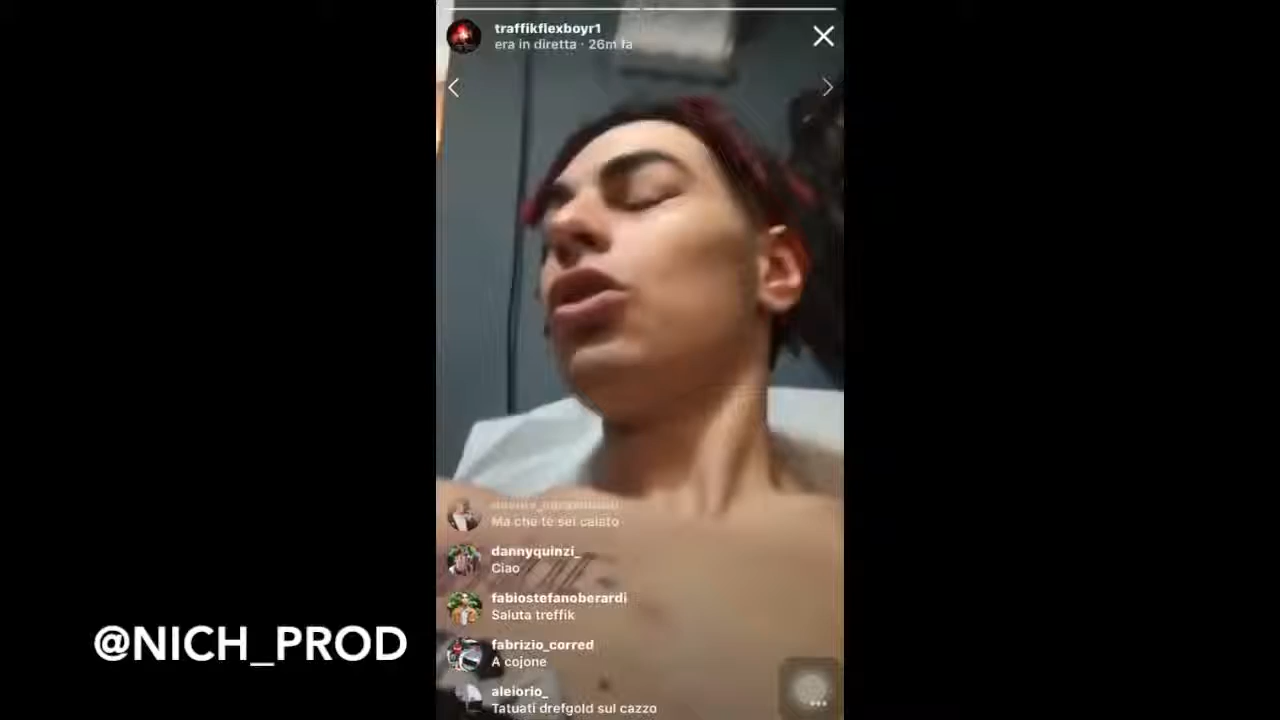 traffikflexboyr1
era in diretta · 26m fa
Ma che te sei calato
dannyquinzi_
Ciao
fabiostefanoberardi
Saluta treffik
fabrizio_corred
A cojone
aleiorio_
Tatuati drefgold sul cazzo
@NICH_PROD